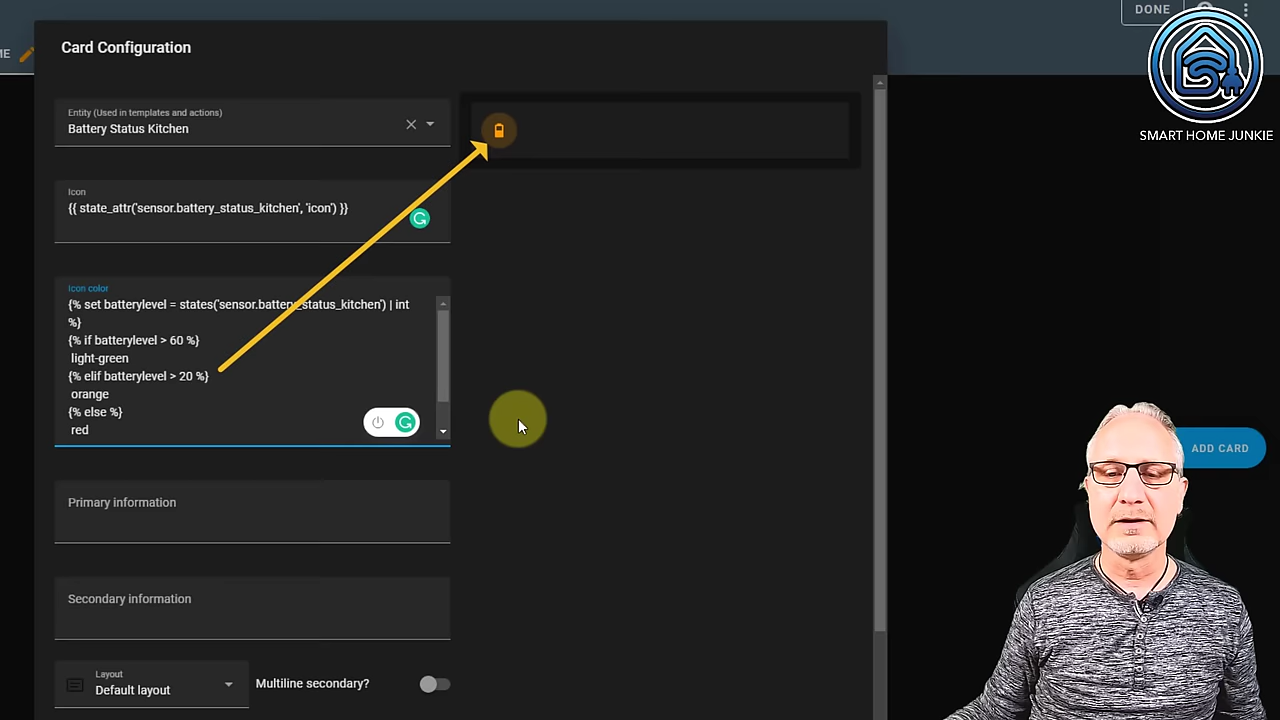 DONE
ME
Card Configuration
SMART HOME JUNKIE
Entity (Used in templates and actions)
Battery Status Kitchen
Icon
{{ state_attr('sensor.battery_status_kitchen', 'icon') }}
Icon color
{% set batterylevel = states('sensor.battery_status_kitchen') | int
%}
{% if batterylevel > 60 %}
light-green
{% elif batterylevel > 20 %}
orange
{% else %}
red
ADD CARD
Primary information
Secondary information
Layout
Default layout
Multiline secondary?